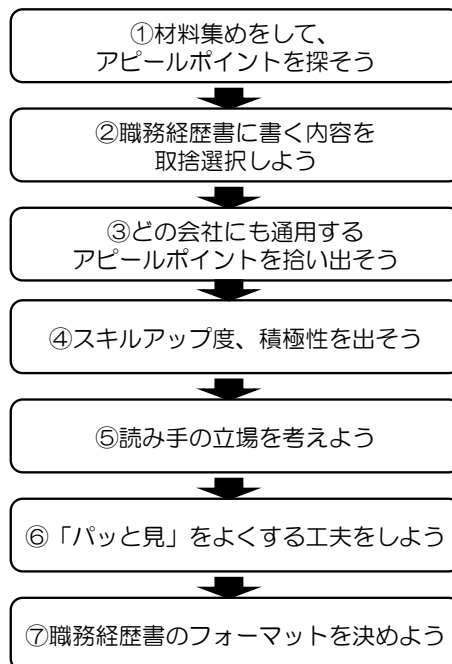 ①材料集めをして、
アピールポイントを探そう
②職務経歴書に書く内容を
取捨選択しよう
③どの会社にも通用する
アピールポイントを拾い出そう
④スキルアップ度、積極性を出そう
⑤読み手の立場を考えよう
⑥「パッと見」をよくする工夫をしよう
⑦職務経歴書のフォーマットを決めよう